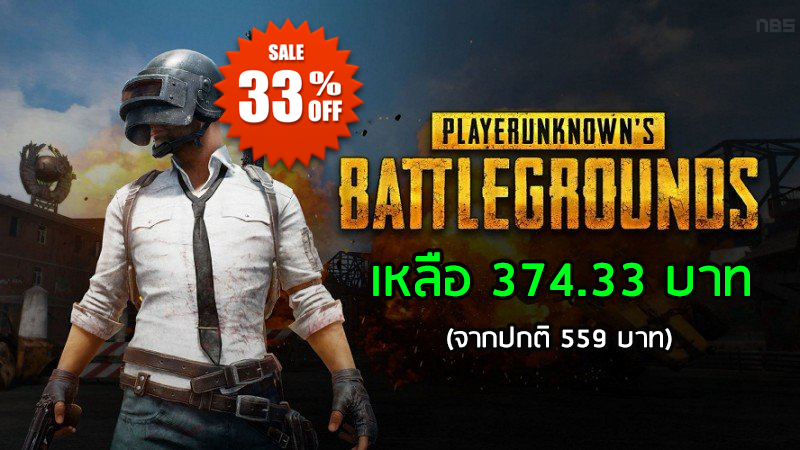 NBS
SALE
33% OFF
PLAYERUNKNOWN'S
BATTLEGROUNDS
เหลือ 374.33 บาท
(จากปกติ 559 บาท)